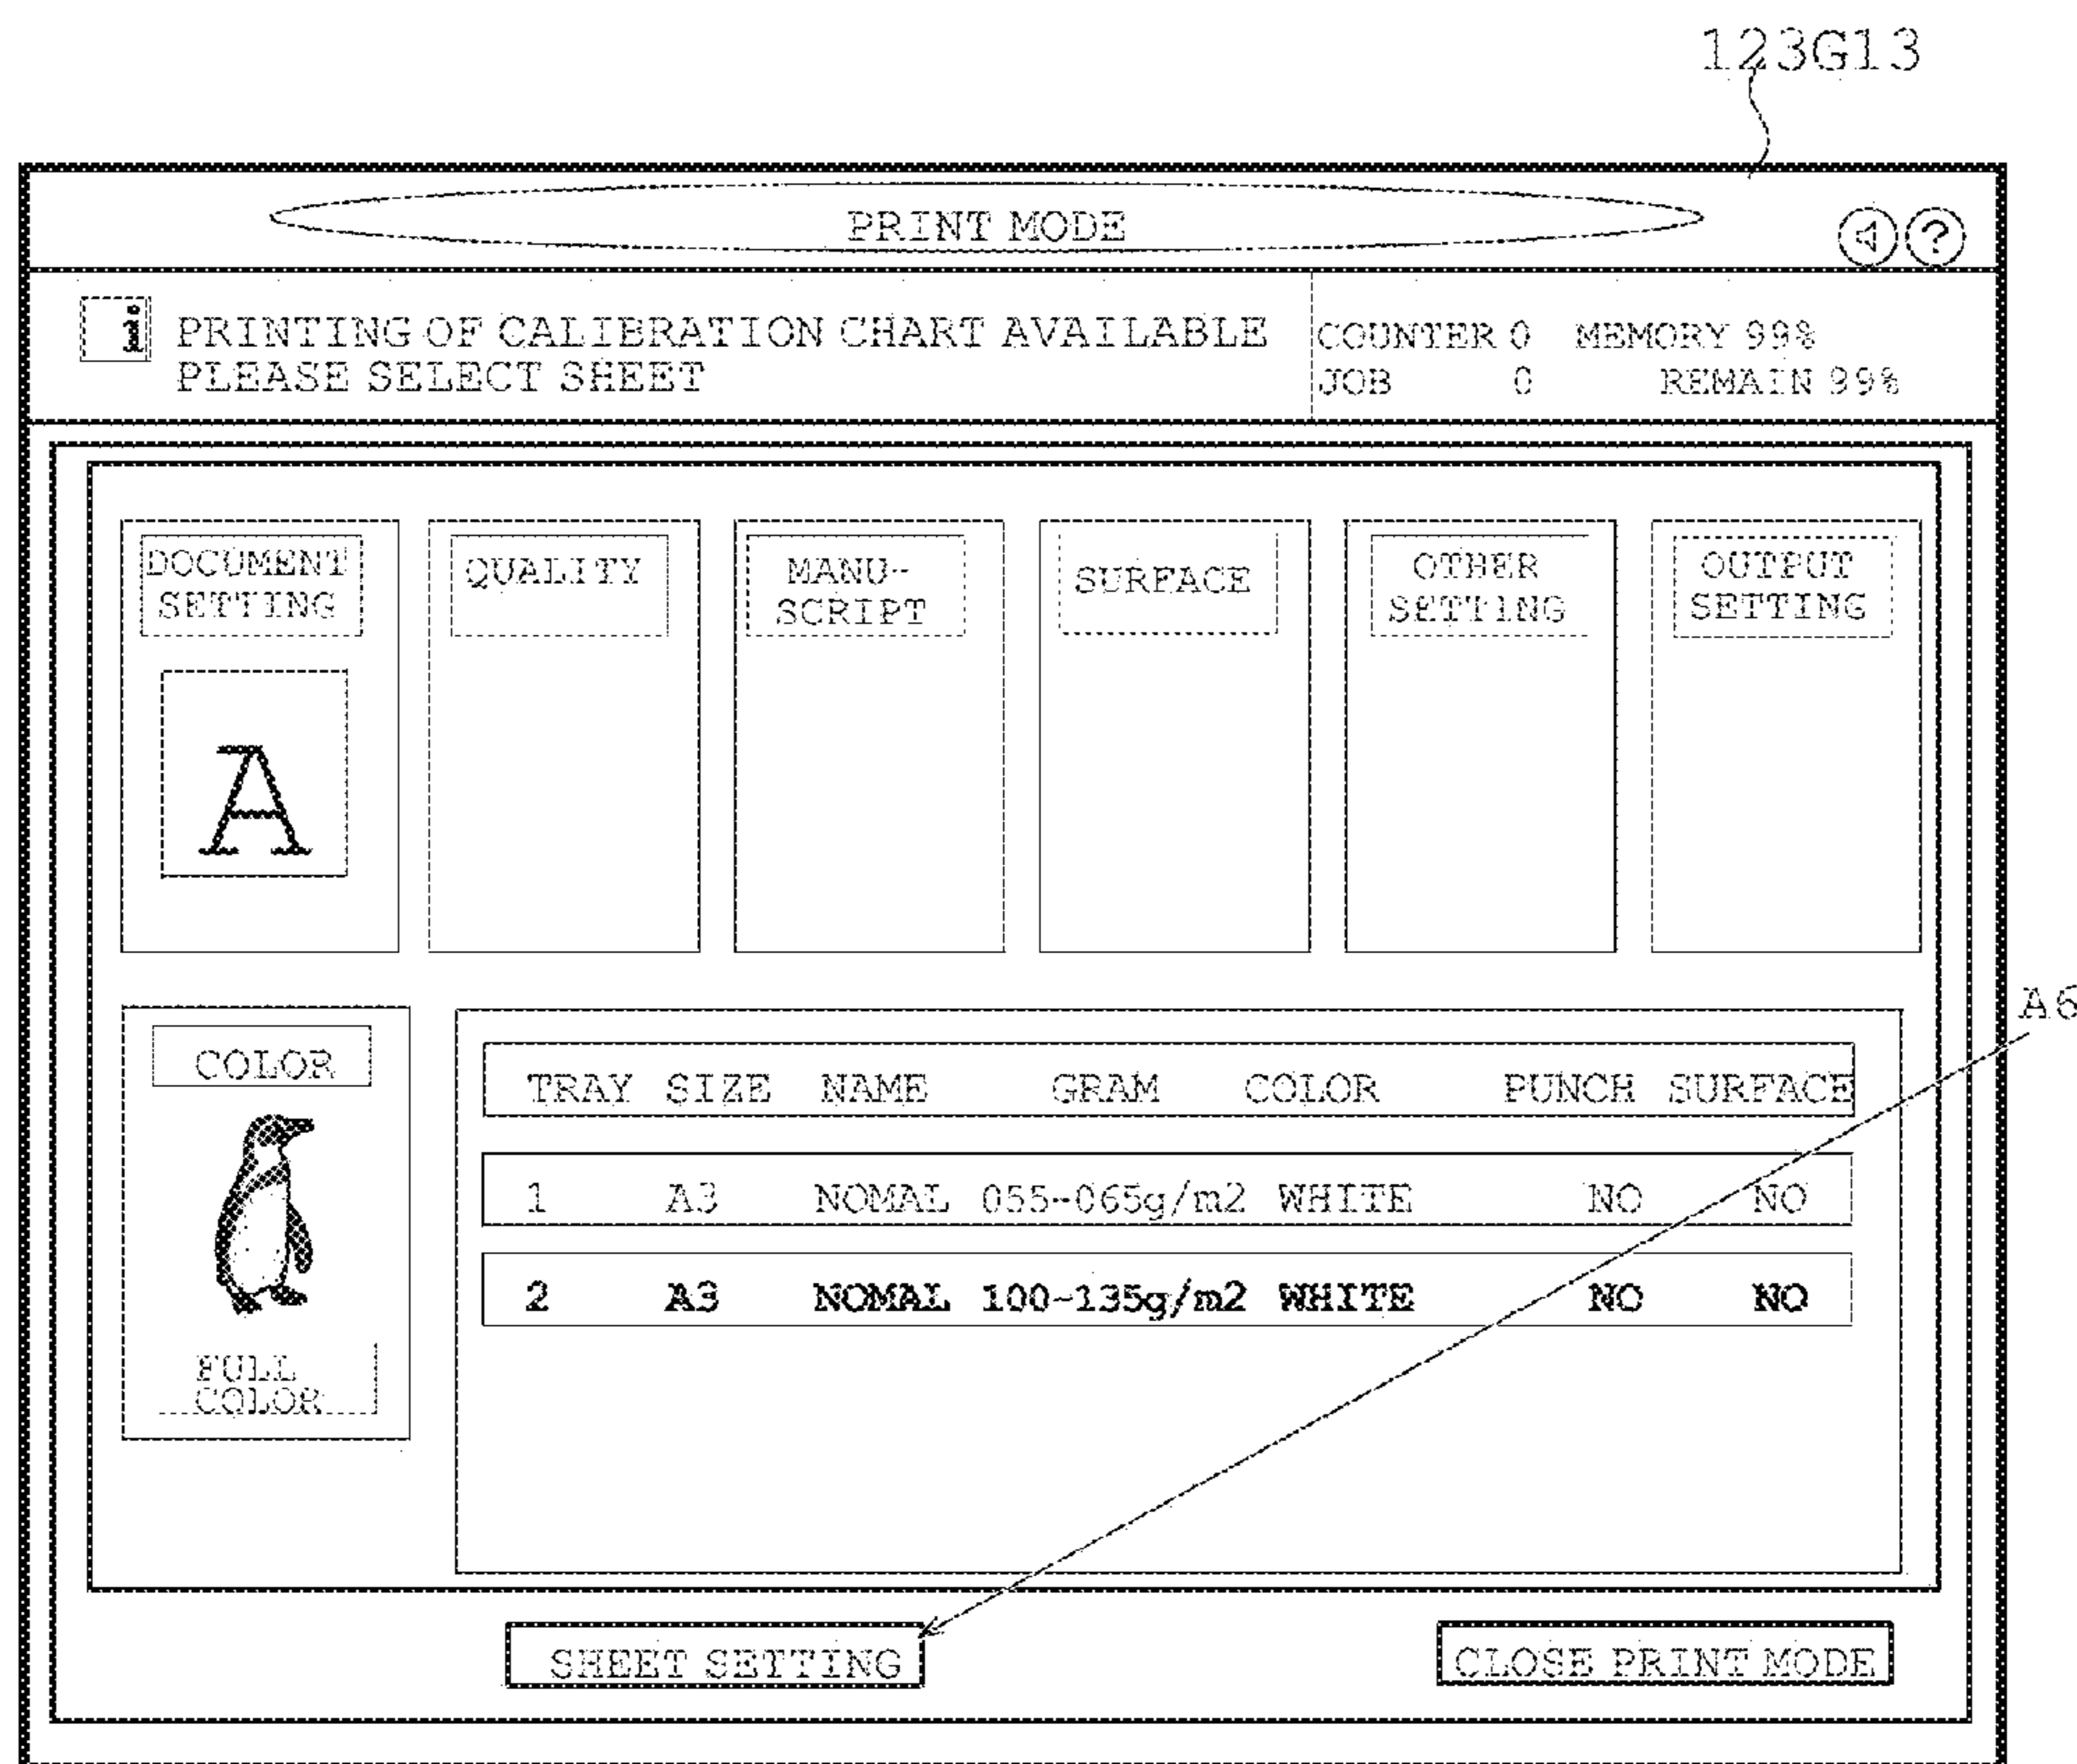 123G13
PRINT MODE
?
i PRINTING OF CALIBRATION CHART AVAILABLE
PLEASE SELECT SHEET
COUNTER 0 MEMORY 99%
JOB 0 REMAIN 99%
DOCUMENT
SETTING
A
QUALITY
MANU-
SCRIPT
SURFACE
OTHER
SETTING
OUTPUT
SETTING
A6
COLOR
FULL
COLOR
TRAY SIZE NAME GRAM COLOR PUNCH SURFACE
1 A3 NOMAL 055-065g/m2 WHITE NO NO
2 A3 NOMAL 100-135g/m2 WHITE NO NO
SHEET SETTING
CLOSE PRINT MODE